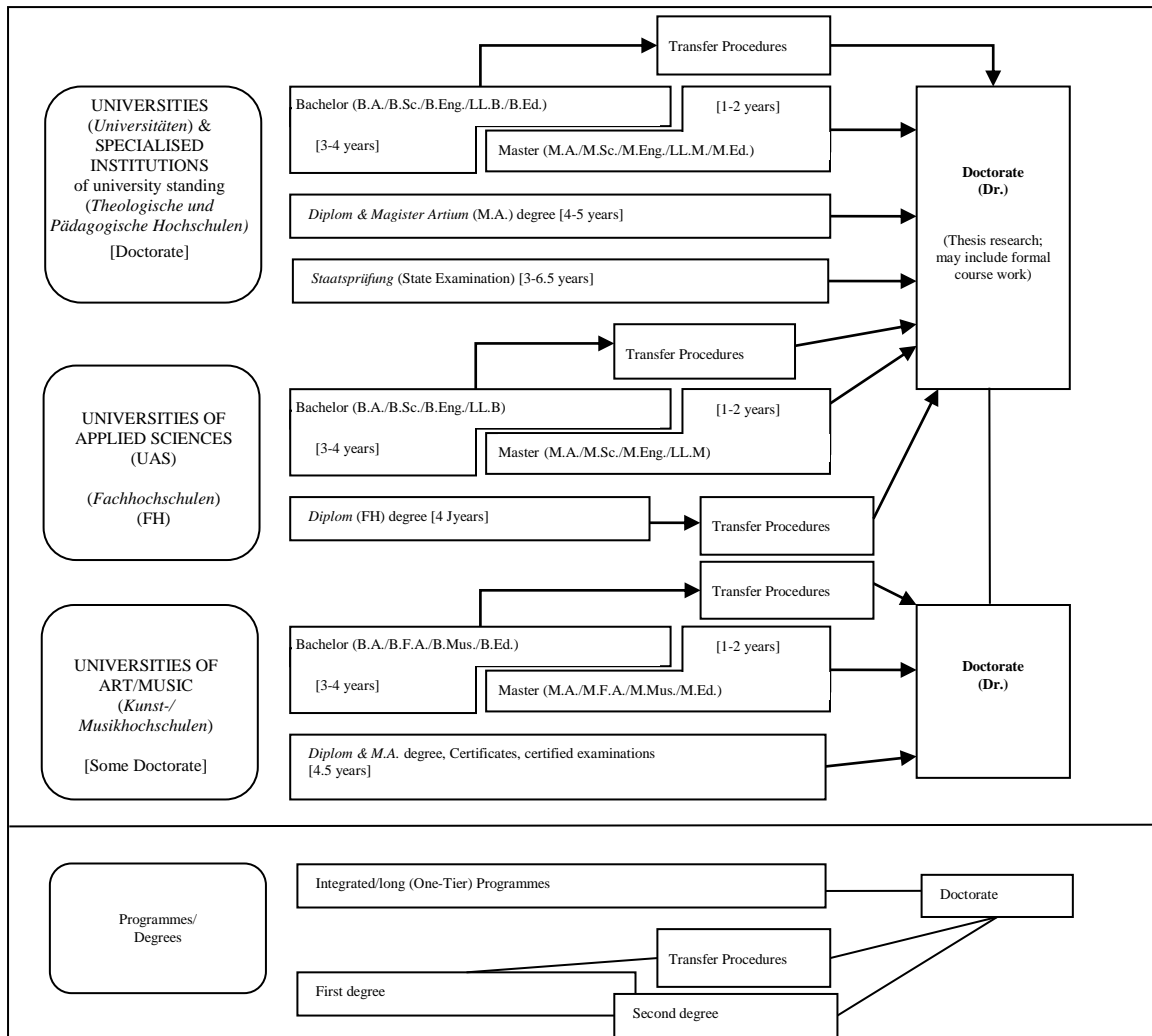 Transfer Procedures
UNIVERSITIES
(Universitäten) &
SPECIALISED
INSTITUTIONS
of university standing
(Theologische und
Pädagogische Hochschulen)
[Doctorate]
Bachelor (B.A./B.Sc./B.Eng./LL.B./B.Ed.)
[3-4 years]
[1-2 years]
Master (M.A./M.Sc./M.Eng./LL.M./M.Ed.)
Diplom & Magister Artium (M.A.) degree [4-5 years]
Staatsprüfung (State Examination) [3-6.5 years]
Doctorate
(Dr.)
(Thesis research;
may include formal
course work)
Transfer Procedures
UNIVERSITIES OF
APPLIED SCIENCES
(UAS)
(Fachhochschulen)
(FH)
Bachelor (B.A./B.Sc./B.Eng./LL.B)
[3-4 years]
[1-2 years]
Master (M.A./M.Sc./M.Eng./LL.M)
Diplom (FH) degree [4 Jyears]
Transfer Procedures
Transfer Procedures
UNIVERSITIES OF
ART/MUSIC
(Kunst-/
Musikhochschulen)
[Some Doctorate]
Bachelor (B.A./B.F.A./B.Mus./B.Ed.)
[3-4 years]
[1-2 years]
Master (M.A./M.F.A./M.Mus./M.Ed.)
Diplom & M.A. degree, Certificates, certified examinations
[4.5 years]
Doctorate
(Dr.)
Programmes/
Degrees
Integrated/long (One-Tier) Programmes
Doctorate
Transfer Procedures
First degree
Second degree